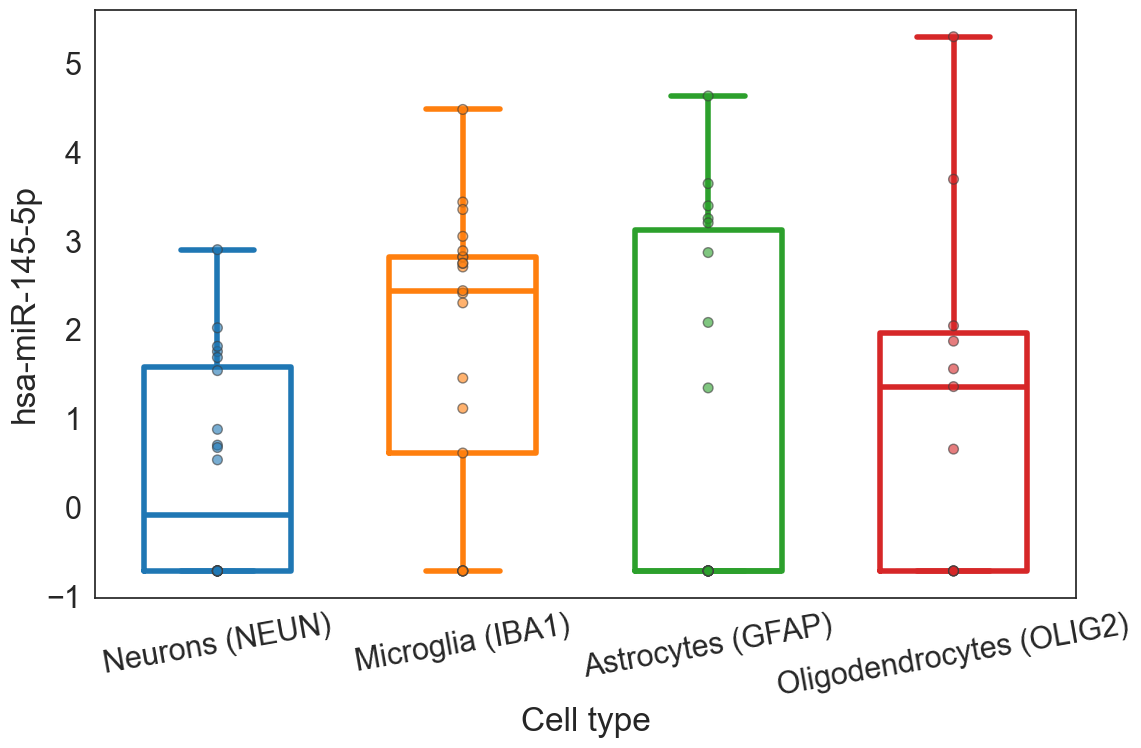 hsa-miR-145-5p
5
4
3
2
1
0
−1
Neurons (NEUN)
Microglia (IBA1)
Astrocytes (GFAP)
Oligodendrocytes (OLIG2)
Cell type